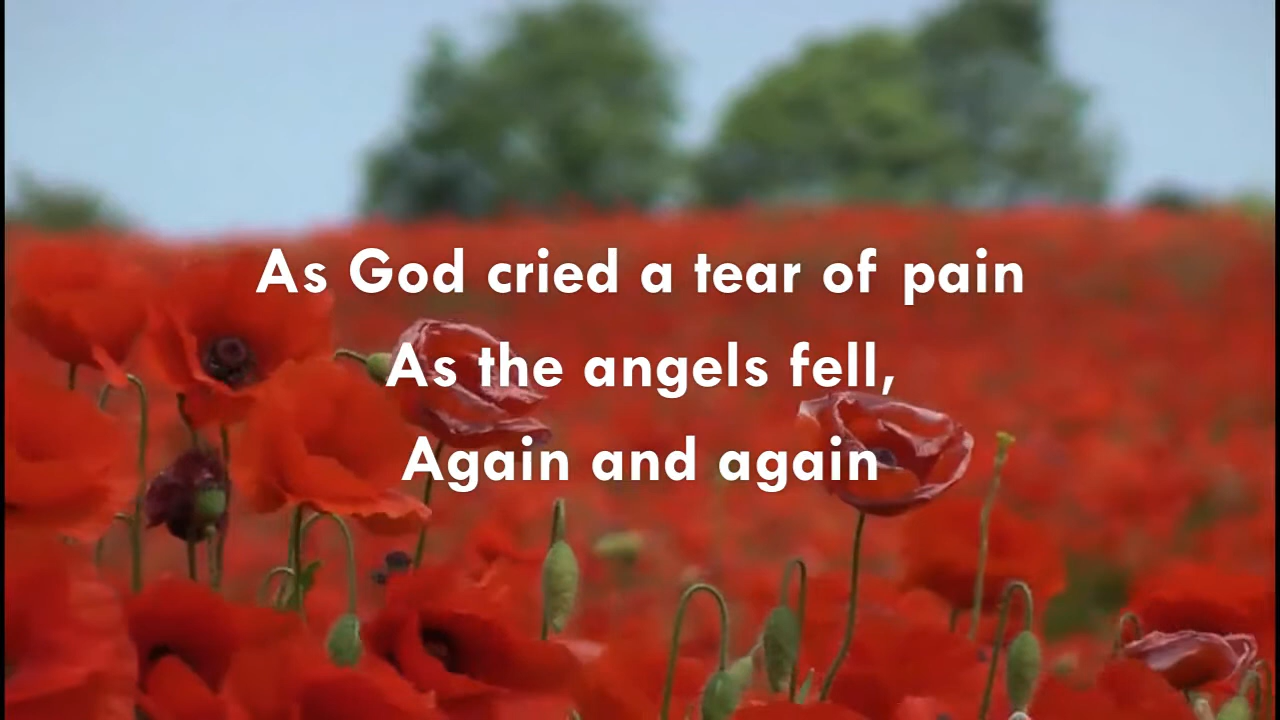 As God cried a tear of pain
As the angels fell,
Again and again